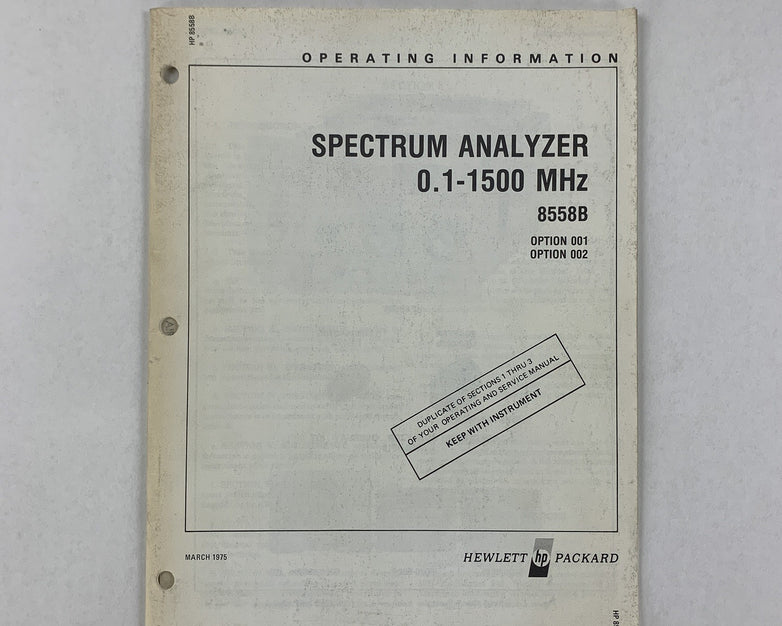 HP 8558B
OPERATING INFORMATION
SPECTRUM ANALYZER
0.1-1500 MHz
8558B
OPTION 001
OPTION 002
DUPLICATE OF SECTIONS 1 THRU 3
OF YOUR OPERATING AND SERVICE MANUAL
KEEP WITH INSTRUMENT
MARCH 1975
HEWLETT hp PACKARD